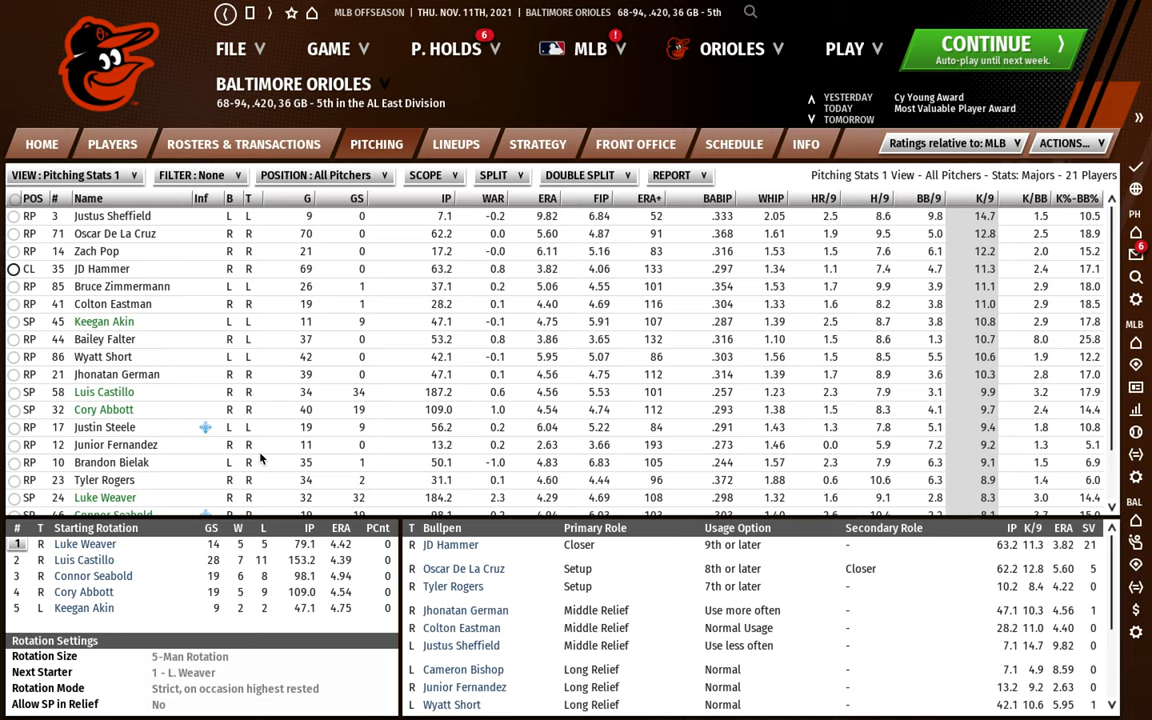 MLB OFFSEASON | THU. NOV. 11TH, 2021 | BALTIMORE ORIOLES 68-94, .420, 36 GB - 5th
FILE GAME P. HOLDS 6 MLB ! ORIOLES PLAY
CONTINUE
Auto-play until next week.
BALTIMORE ORIOLES
68-94, .420, 36 GB - 5th in the AL East Division
YESTERDAY Cy Young Award
TODAY Most Valuable Player Award
TOMORROW
HOME PLAYERS ROSTERS & TRANSACTIONS PITCHING LINEUPS STRATEGY FRONT OFFICE SCHEDULE INFO Ratings relative to: MLB ACTIONS...
VIEW : Pitching Stats 1 FILTER : None POSITION : All Pitchers SCOPE SPLIT DOUBLE SPLIT REPORT Pitching Stats 1 View - All Pitchers - Stats: Majors - 21 Players
POS # Name Inf B T G GS IP WAR ERA FIP ERA+ BABIP WHIP HR/9 H/9 BB/9 K/9 K/BB K%-BB%
RP 3 Justus Sheffield L L 9 0 7.1 -0.2 9.82 6.84 52 .333 2.05 2.5 8.6 9.8 14.7 1.5 10.5
RP 71 Oscar De La Cruz R R 70 0 62.2 0.0 5.60 4.87 91 .368 1.61 1.9 9.5 5.0 12.8 2.5 18.9
RP 14 Zach Pop R R 21 0 17.2 -0.0 6.11 5.16 83 .316 1.53 1.5 7.6 6.1 12.2 2.0 15.2
CL 35 JD Hammer R R 69 0 63.2 0.8 3.82 4.06 133 .297 1.34 1.1 7.4 4.7 11.3 2.4 17.1
RP 85 Bruce Zimmermann L L 26 1 37.1 0.2 5.06 4.55 101 .354 1.53 1.7 9.9 3.9 11.1 2.9 18.0
RP 41 Colton Eastman R R 19 1 28.2 0.1 4.40 4.69 116 .304 1.33 1.6 8.2 3.8 11.0 2.9 18.5
SP 45 Keegan Akin L L 11 9 47.1 -0.1 4.75 5.91 107 .287 1.39 2.5 8.7 3.8 10.8 2.9 17.8
RP 44 Bailey Falter R L 37 0 53.2 0.8 3.86 3.65 132 .316 1.10 1.5 8.6 1.3 10.7 8.0 25.8
RP 86 Wyatt Short L L 42 0 42.1 -0.1 5.95 5.07 86 .303 1.56 1.5 8.5 5.5 10.6 1.9 12.2
RP 21 Jhonatan German R R 39 0 47.1 0.1 4.56 4.75 112 .314 1.39 1.7 8.9 3.6 10.3 2.8 17.0
SP 58 Luis Castillo R R 34 34 187.2 0.6 4.56 5.53 101 .257 1.23 2.3 7.9 3.1 9.9 3.2 17.9
SP 32 Cory Abbott R R 40 19 109.0 1.0 4.54 4.74 112 .293 1.38 1.5 8.3 4.1 9.7 2.4 14.4
RP 17 Justin Steele L L 19 9 56.2 0.2 6.04 5.22 84 .291 1.43 1.3 7.8 5.1 9.4 1.8 10.8
RP 12 Junior Fernandez R R 11 0 13.2 0.2 2.63 3.66 193 .273 1.46 0.0 5.9 7.2 9.2 1.3 5.1
RP 10 Brandon Bielak L R 35 1 50.1 -1.0 4.83 6.83 105 .244 1.57 2.3 7.9 6.3 9.1 1.5 6.9
RP 23 Tyler Rogers R R 34 2 31.1 0.1 4.60 4.44 96 .372 1.88 0.6 10.6 6.3 8.9 1.4 6.0
SP 24 Luke Weaver R R 32 32 184.2 2.3 4.29 4.69 108 .298 1.32 1.6 9.1 2.8 8.3 3.0 14.4
# T Starting Rotation GS W L IP ERA PCnt
1 R Luke Weaver 14 5 5 79.1 4.42 0
2 R Luis Castillo 28 7 11 153.2 4.39 0
3 R Connor Seabold 19 6 8 98.1 4.94 0
4 R Cory Abbott 19 5 9 109.0 4.54 0
5 L Keegan Akin 9 2 2 47.1 4.75 0
Rotation Settings
Rotation Size 5-Man Rotation
Next Starter 1 - L. Weaver
Rotation Mode Strict, on occasion highest rested
Allow SP in Relief No
T Bullpen Primary Role Usage Option Secondary Role IP K/9 ERA SV
R JD Hammer Closer 9th or later - 63.2 11.3 3.82 21
R Oscar De La Cruz Setup 8th or later Closer 62.2 12.8 5.60 5
R Tyler Rogers Setup 7th or later - 10.2 8.4 4.22 0
R Jhonatan German Middle Relief Use more often - 47.1 10.3 4.56 1
R Colton Eastman Middle Relief Normal Usage - 28.2 11.0 4.40 0
L Justus Sheffield Middle Relief Use less often - 7.1 14.7 9.82 0
L Cameron Bishop Long Relief Normal - 7.1 4.9 8.59 0
R Junior Fernandez Long Relief Normal - 13.2 9.2 2.63 0
L Wyatt Short Long Relief Normal - 42.1 10.6 5.95 1
PH
6
MLB
BAL